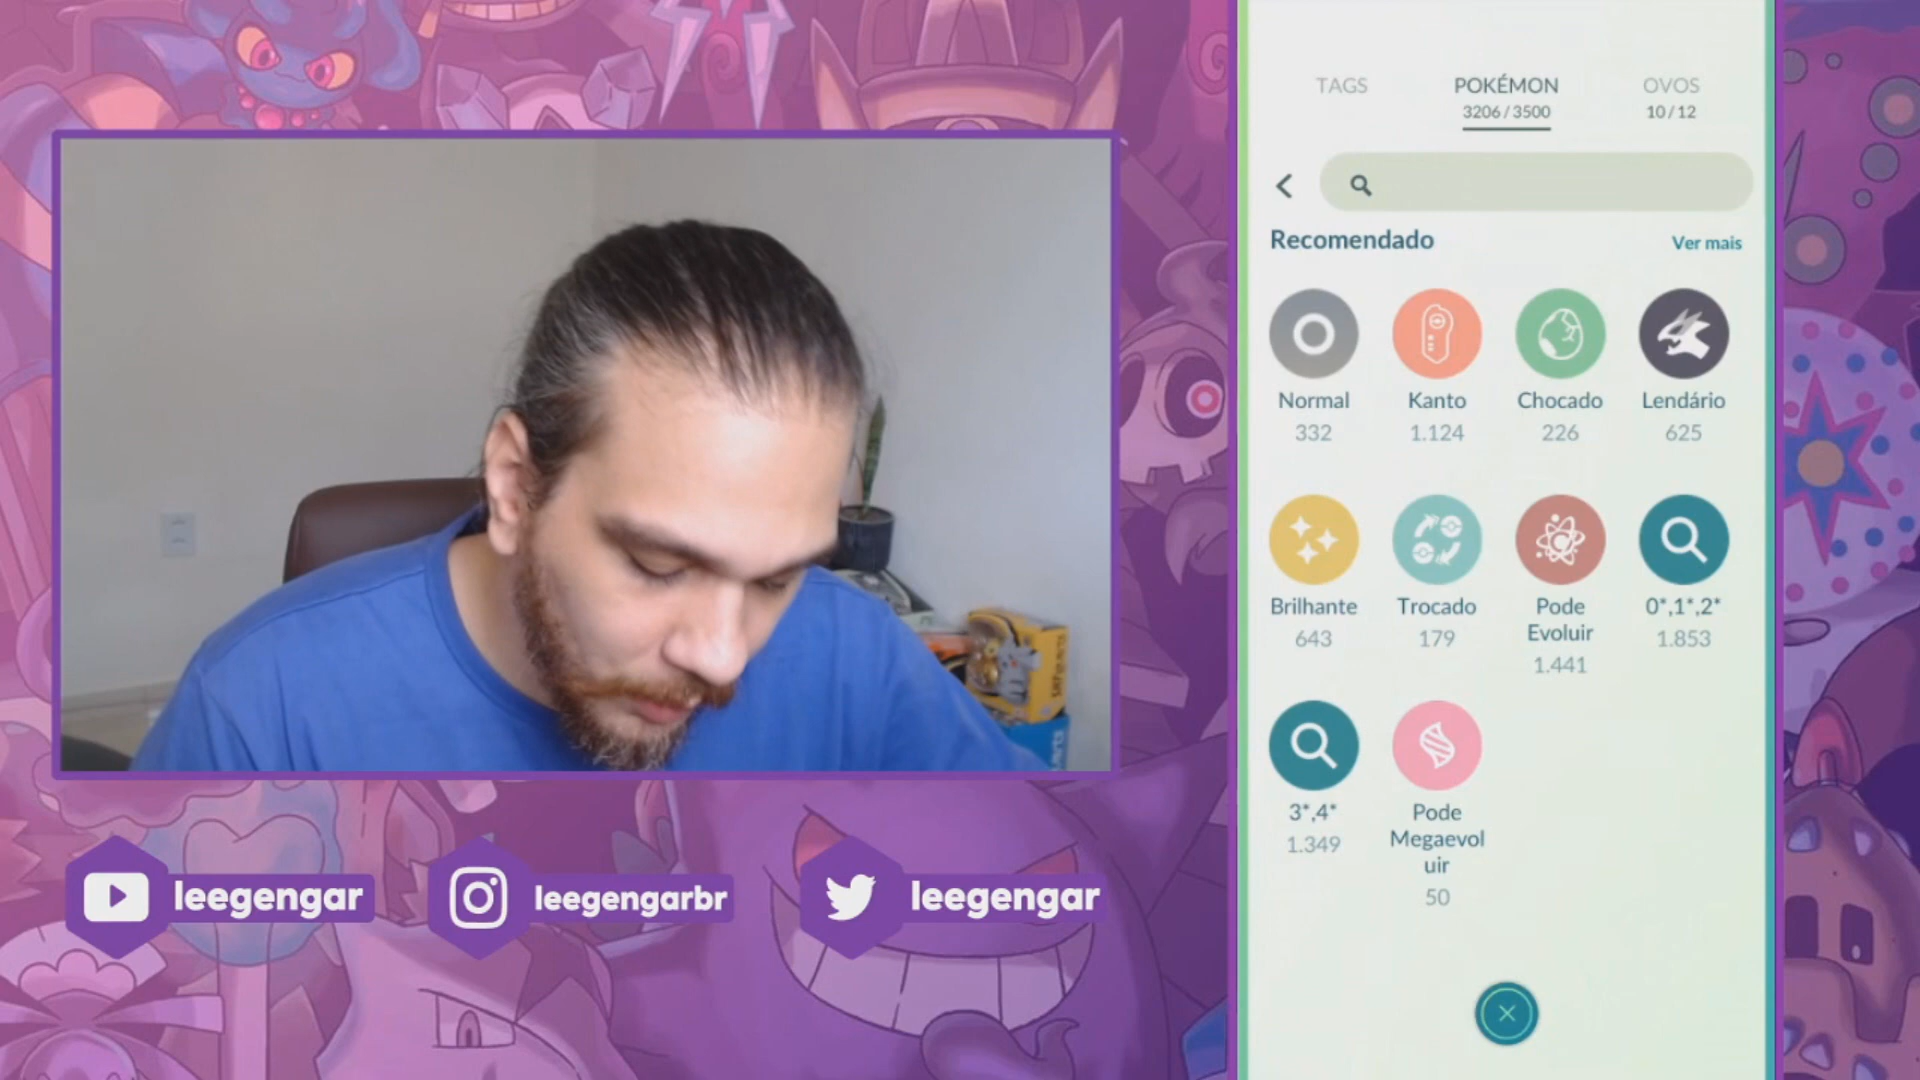 TAGS
POKÉMON
3206 / 3500
OVOS
10 / 12
Recomendado
Ver mais
Normal
332
Kanto
1.124
Chocado
226
Lendário
625
Brilhante
643
Trocado
179
Pode
Evoluir
1.441
0*,1*,2*
1.853
3*,4*
1.349
Pode
Megaevol
uir
50
leegengar
leegengarbr
leegengar